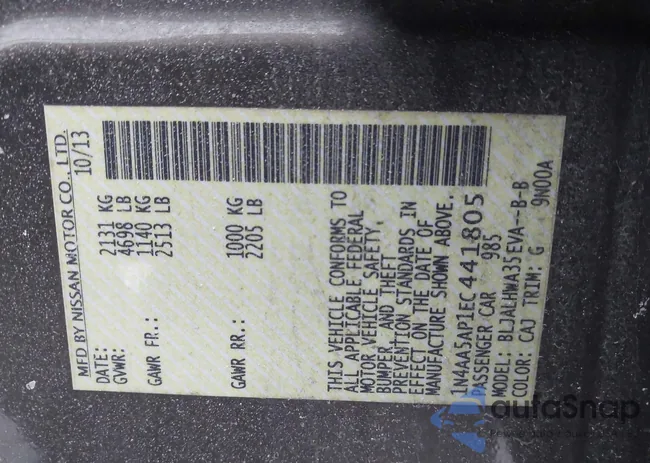 MFD BY NISSAN MOTOR CO., LTD.
DATE: 10/13
GVWR: 2131 KG
4698 LB
GAWR FR.: 1140 KG
2513 LB
GAWR RR.: 1000 KG
2205 LB
THIS VEHICLE CONFORMS TO
ALL APPLICABLE FEDERAL
MOTOR VEHICLE SAFETY,
BUMPER, AND THEFT
PREVENTION STANDARDS IN
EFFECT ON THE DATE OF
MANUFACTURE SHOWN ABOVE.
1N4AA5AP1EC441805
PASSENGER CAR 985
MODEL: BLJALHWA35EVA--B-B
COLOR: CAJ TRIM: G 9N00A
autoSnap